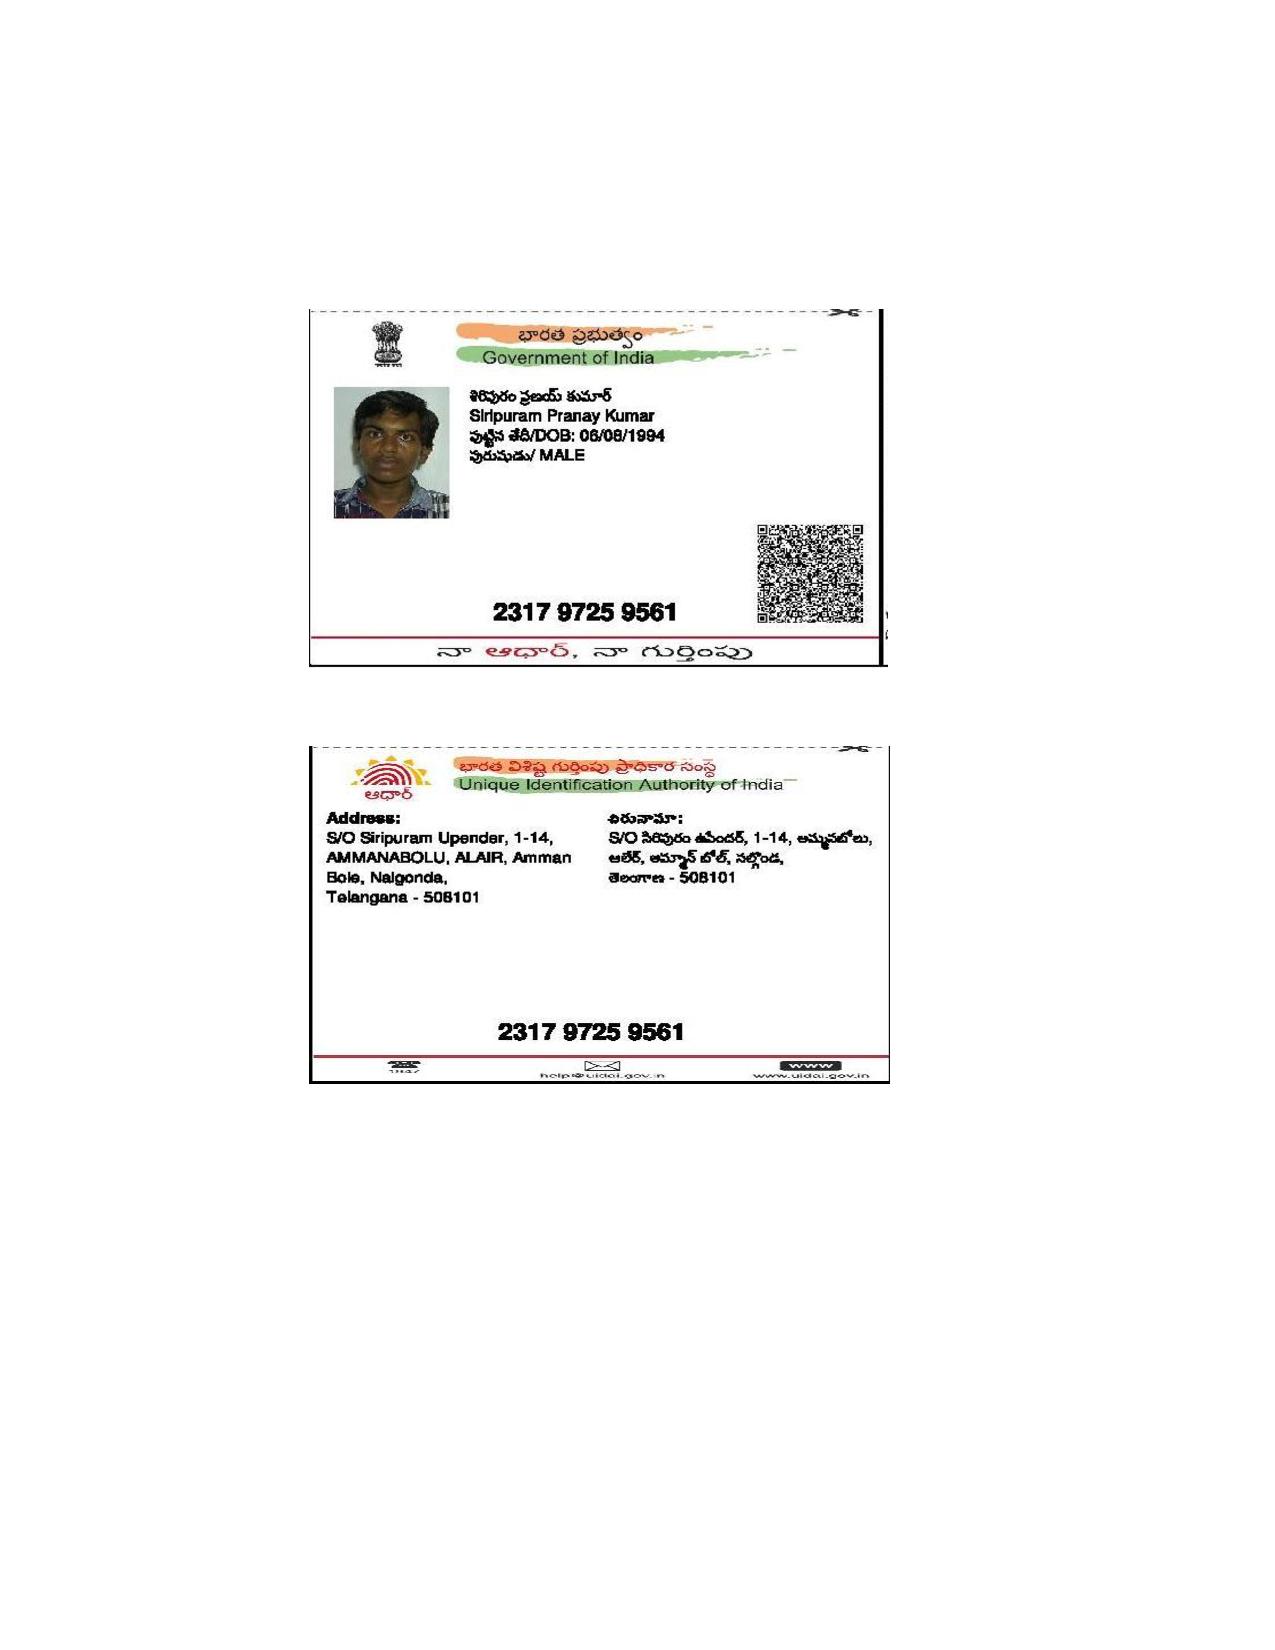 భారత ప్రభుత్వం
Government of India
శిరిపురం ప్రణయ్ కుమార్
Siripuram Pranay Kumar
పుట్టిన తేదీ/DOB: 06/08/1994
పురుషుడు/ MALE
2317 9725 9561
నా ఆధార్, నా గుర్తింపు
భారత విశిష్ట గుర్తింపు ప్రాధికార సంస్థ
Unique Identification Authority of India
ఆధార్
Address:
S/O Siripuram Upender, 1-14,
AMMANABOLU, ALAIR, Amman
Bole, Nalgonda,
Telangana - 508101
చిరునామా:
S/O సిరిపురం ఉపేందర్, 1-14, అమ్మనబోలు,
ఆలేర్, అమ్మాన్ బోల్, నల్గొండ,
తెలంగాణ - 508101
2317 9725 9561
1947
help@uidai.gov.in
www
www.uidai.gov.in